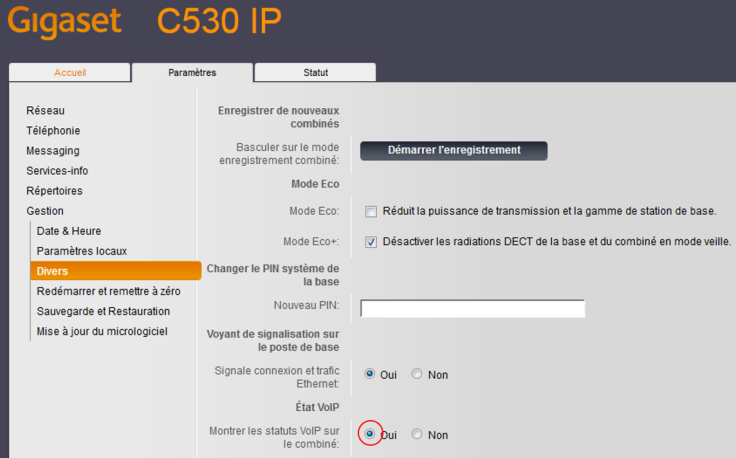 Gigaset C530 IP
Accueil Paramètres Statut
Réseau
Téléphonie
Messaging
Services-info
Répertoires
Gestion
Date & Heure
Paramètres locaux
Divers
Redémarrer et remettre à zéro
Sauvegarde et Restauration
Mise à jour du micrologiciel
Enregistrer de nouveaux
combinés
Basculer sur le mode
enregistrement combiné:
Démarrer l'enregistrement
Mode Eco
Mode Eco:
Réduit la puissance de transmission et la gamme de station de base.
Mode Eco+:
Désactiver les radiations DECT de la base et du combiné en mode veille.
Changer le PIN système de
la base
Nouveau PIN:
Voyant de signalisation sur
le poste de base
Signale connexion et trafic
Ethernet:
Oui Non
État VoIP
Montrer les statuts VoIP sur
le combiné:
Oui Non